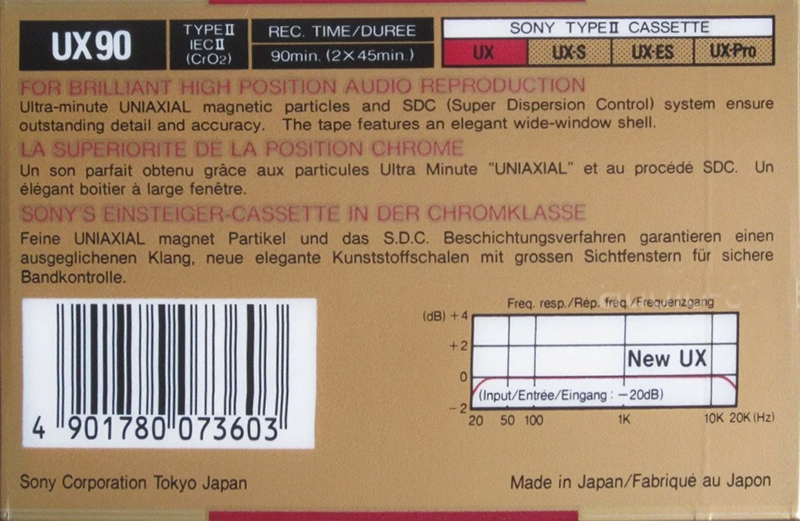 UX90
TYPE II
IEC II
(CrO2)
REC. TIME/DUREE
90min. (2×45min.)
SONY TYPE II CASSETTE
UX UX-S UX-ES UX-Pro
FOR BRILLIANT HIGH POSITION AUDIO REPRODUCTION
Ultra-minute UNIAXIAL magnetic particles and SDC (Super Dispersion Control) system ensure
outstanding detail and accuracy. The tape features an elegant wide-window shell.
LA SUPERIORITE DE LA POSITION CHROME
Un son parfait obtenu grâce aux particules Ultra Minute "UNIAXIAL" et au procédé SDC. Un
élégant boitier à large fenêtre.
SONY'S EINSTEIGER-CASSETTE IN DER CHROMKLASSE
Feine UNIAXIAL magnet Partikel und das S.D.C. Beschichtungsverfahren garantieren einen
ausgeglichenen Klang, neue elegante Kunststoffschalen mit grossen Sichtfenstern für sichere
Bandkontrolle.
4 901780 073603
Freq. resp./Rép. freq./Frequenzgang
(dB) +4
+2
0
-2
New UX
(Input/Entrée/Eingang : -20dB)
20 50 100 1K 10K 20K (Hz)
Sony Corporation Tokyo Japan
Made in Japan/Fabriqué au Japon